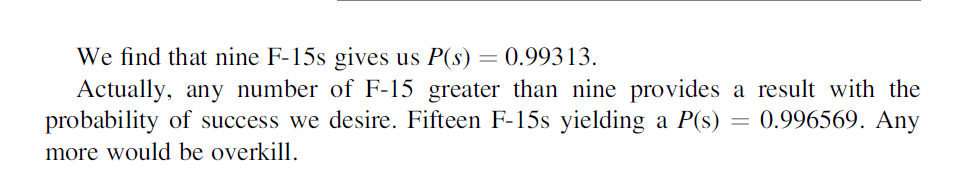 We find that nine F-15s gives us P(s) = 0.99313.
Actually, any number of F-15 greater than nine provides a result with the
probability of success we desire. Fifteen F-15s yielding a P(s) = 0.996569. Any
more would be overkill.